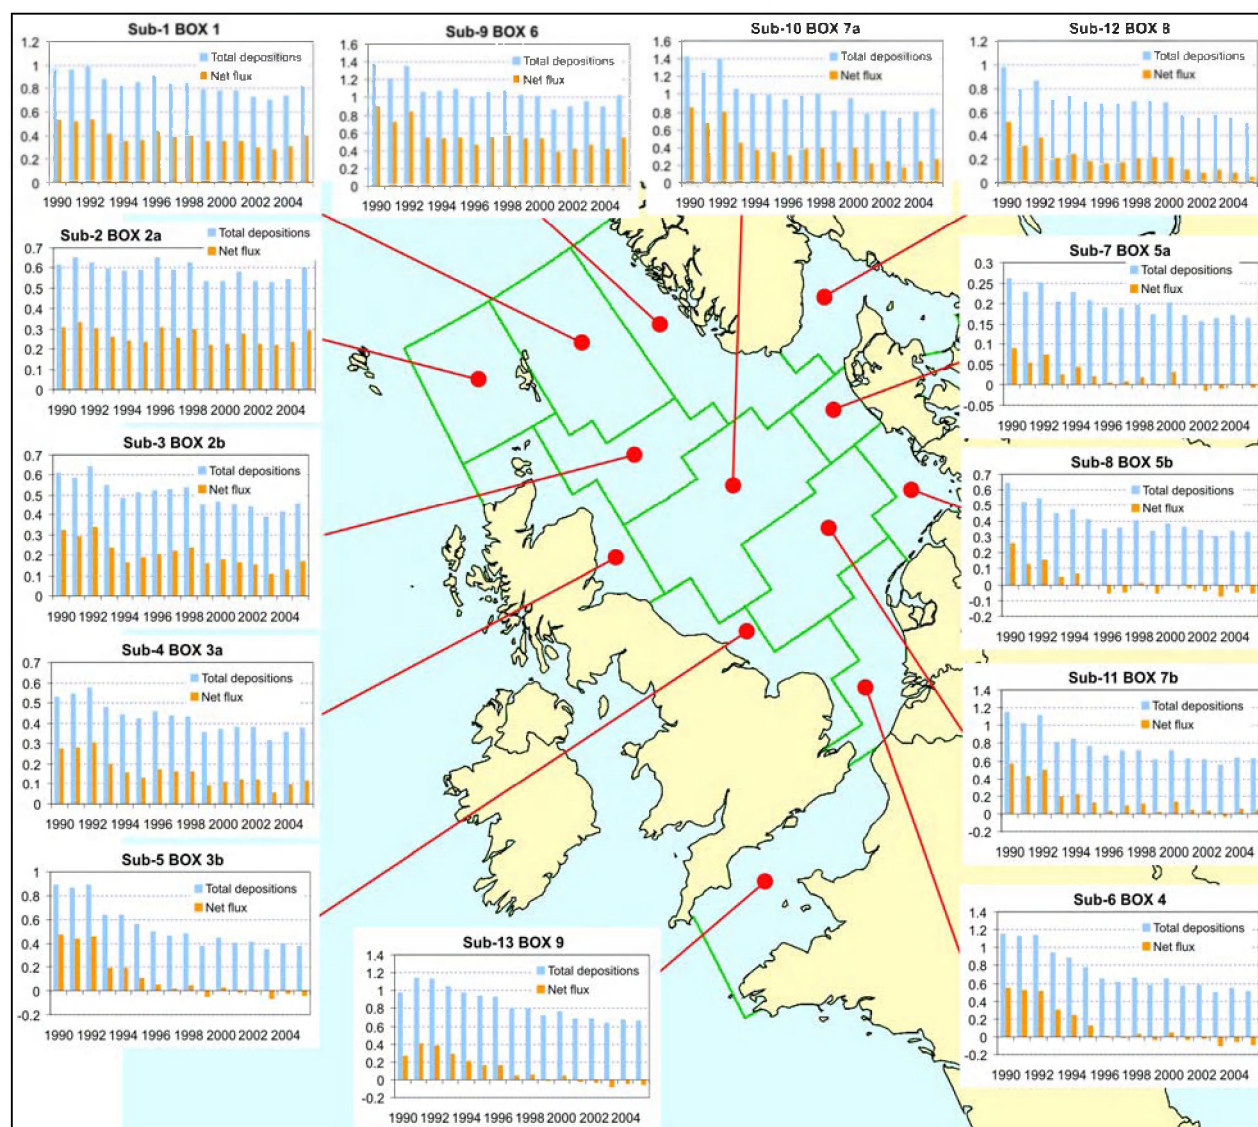 Sub-1 BOX 1
1.2
1
0.8
0.6
0.4
0.2
0
Total depositions
Net flux
1990 1992 1994 1996 1998 2000 2002 2004
Sub-9 BOX 6
1.6
1.4
1.2
1
0.8
0.6
0.4
0.2
0
Total depositions
Net flux
1990 1992 1994 1996 1998 2000 2002 2004
Sub-10 BOX 7a
1.6
1.4
1.2
1
0.8
0.6
0.4
0.2
0
Total depositions
Net flux
1990 1992 1994 1996 1998 2000 2002 2004
Sub-12 BOX 8
1.2
1
0.8
0.6
0.4
0.2
0
Total depositions
Net flux
1990 1992 1994 1996 1998 2000 2002 2004
Sub-2 BOX 2a
0.7
0.6
0.5
0.4
0.3
0.2
0.1
0
Total depositions
Net flux
1990 1992 1994 1996 1998 2000 2002 2004
Sub-7 BOX 5a
0.3
0.25
0.2
0.15
0.1
0.05
0
-0.05
Total depositions
Net flux
1990 1992 1994 1996 1998 2000 2002 2004
Sub-3 BOX 2b
0.7
0.6
0.5
0.4
0.3
0.2
0.1
0
Total depositions
Net flux
1990 1992 1994 1996 1998 2000 2002 2004
Sub-8 BOX 5b
0.7
0.6
0.5
0.4
0.3
0.2
0.1
0
-0.1
-0.2
Total depositions
Net flux
1990 1992 1994 1996 1998 2000 2002 2004
Sub-4 BOX 3a
0.7
0.6
0.5
0.4
0.3
0.2
0.1
0
Total depositions
Net flux
1990 1992 1994 1996 1998 2000 2002 2004
Sub-11 BOX 7b
1.4
1.2
1
0.8
0.6
0.4
0.2
0
-0.2
Total depositions
Net flux
1990 1992 1994 1996 1998 2000 2002 2004
Sub-5 BOX 3b
1
0.8
0.6
0.4
0.2
0
-0.2
Total depositions
Net flux
1990 1992 1994 1996 1998 2000 2002 2004
Sub-13 BOX 9
1.4
1.2
1
0.8
0.6
0.4
0.2
0
-0.2
Total depositions
Net flux
1990 1992 1994 1996 1998 2000 2002 2004
Sub-6 BOX 4
1.4
1.2
1
0.8
0.6
0.4
0.2
0
-0.2
Total depositions
Net flux
1990 1992 1994 1996 1998 2000 2002 2004